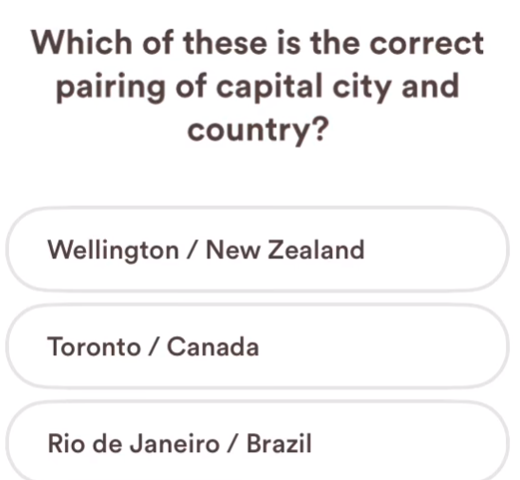 Which of these is the correct
pairing of capital city and
country?
Wellington / New Zealand
Toronto / Canada
Rio de Janeiro / Brazil